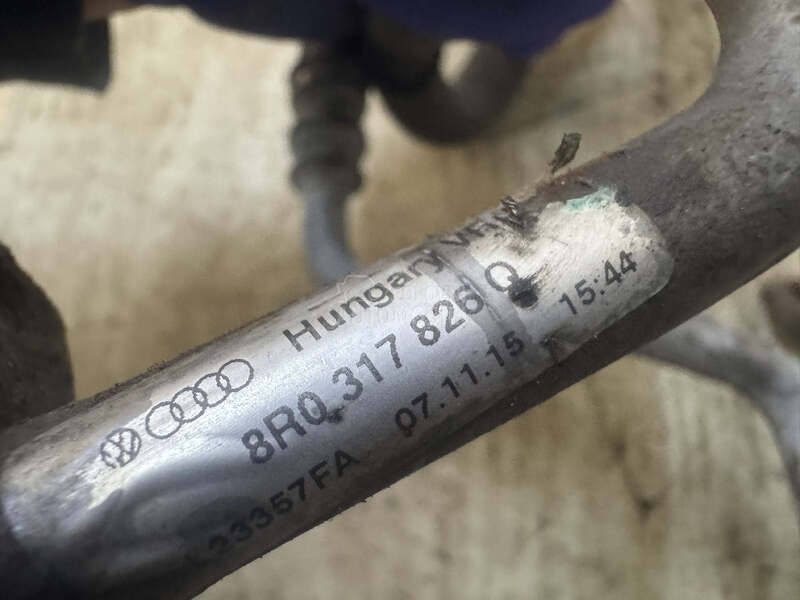 Hungary
8R0.317 826 Q
07.11.15 15:44
23357FA